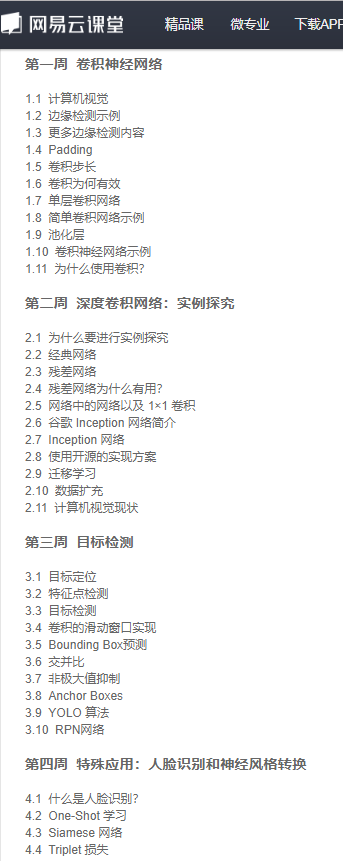 网易云课堂 精品课 微专业 下载APP
第一周 卷积神经网络
1.1 计算机视觉
1.2 边缘检测示例
1.3 更多边缘检测内容
1.4 Padding
1.5 卷积步长
1.6 卷积为何有效
1.7 单层卷积网络
1.8 简单卷积网络示例
1.9 池化层
1.10 卷积神经网络示例
1.11 为什么使用卷积?
第二周 深度卷积网络：实例探究
2.1 为什么要进行实例探究
2.2 经典网络
2.3 残差网络
2.4 残差网络为什么有用?
2.5 网络中的网络以及 1×1 卷积
2.6 谷歌 Inception 网络简介
2.7 Inception 网络
2.8 使用开源的实现方案
2.9 迁移学习
2.10 数据扩充
2.11 计算机视觉现状
第三周 目标检测
3.1 目标定位
3.2 特征点检测
3.3 目标检测
3.4 卷积的滑动窗口实现
3.5 Bounding Box预测
3.6 交并比
3.7 非极大值抑制
3.8 Anchor Boxes
3.9 YOLO 算法
3.10 RPN网络
第四周 特殊应用：人脸识别和神经风格转换
4.1 什么是人脸识别?
4.2 One-Shot 学习
4.3 Siamese 网络
4.4 Triplet 损失